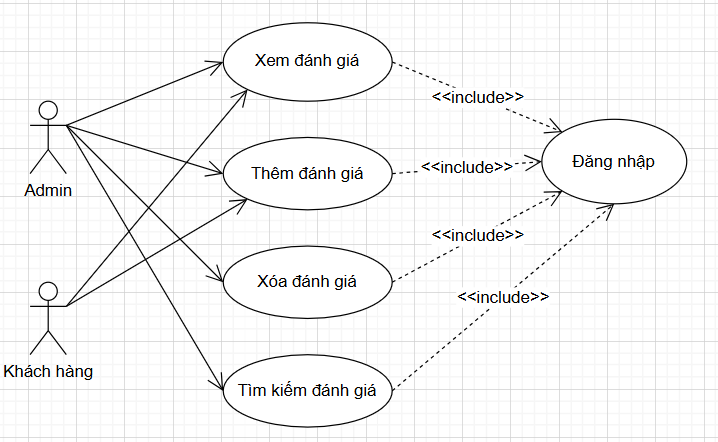 Xem đánh giá
<<include>>
Admin
Thêm đánh giá
<<include>>
Đăng nhập
<<include>>
Xóa đánh giá
<<include>>
Khách hàng
Tìm kiếm đánh giá